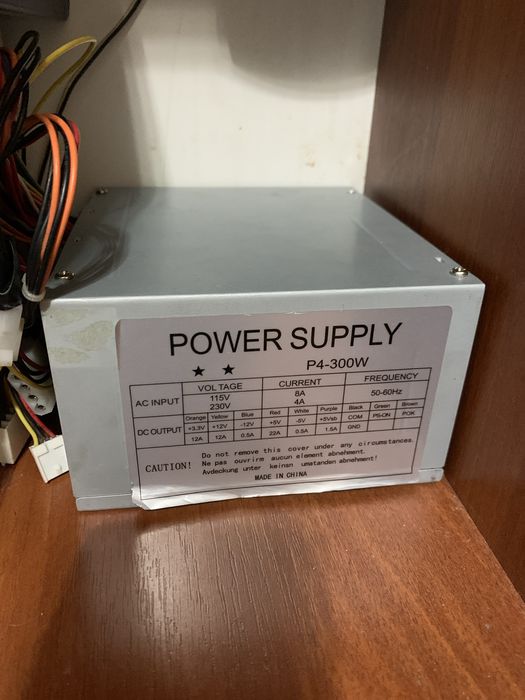 POWER SUPPLY
★ ★ P4-300W
AC INPUT VOLTAGE CURRENT FREQUENCY
115V 8A 50-60Hz
230V 4A
DC OUTPUT Orange Yellow Blue Red White Purple Black Green Brown
+3.3V +12V -12V +5V -5V +5Vsb COM PS-ON POK
12A 12A 0.5A 22A 0.5A 1.5A GND
CAUTION! Do not remove this cover under any circumstances.
Ne pas ouvrirm aucun element abnehment.
Avdeckung unter keinsn umstanden abnehment!
MADE IN CHINA